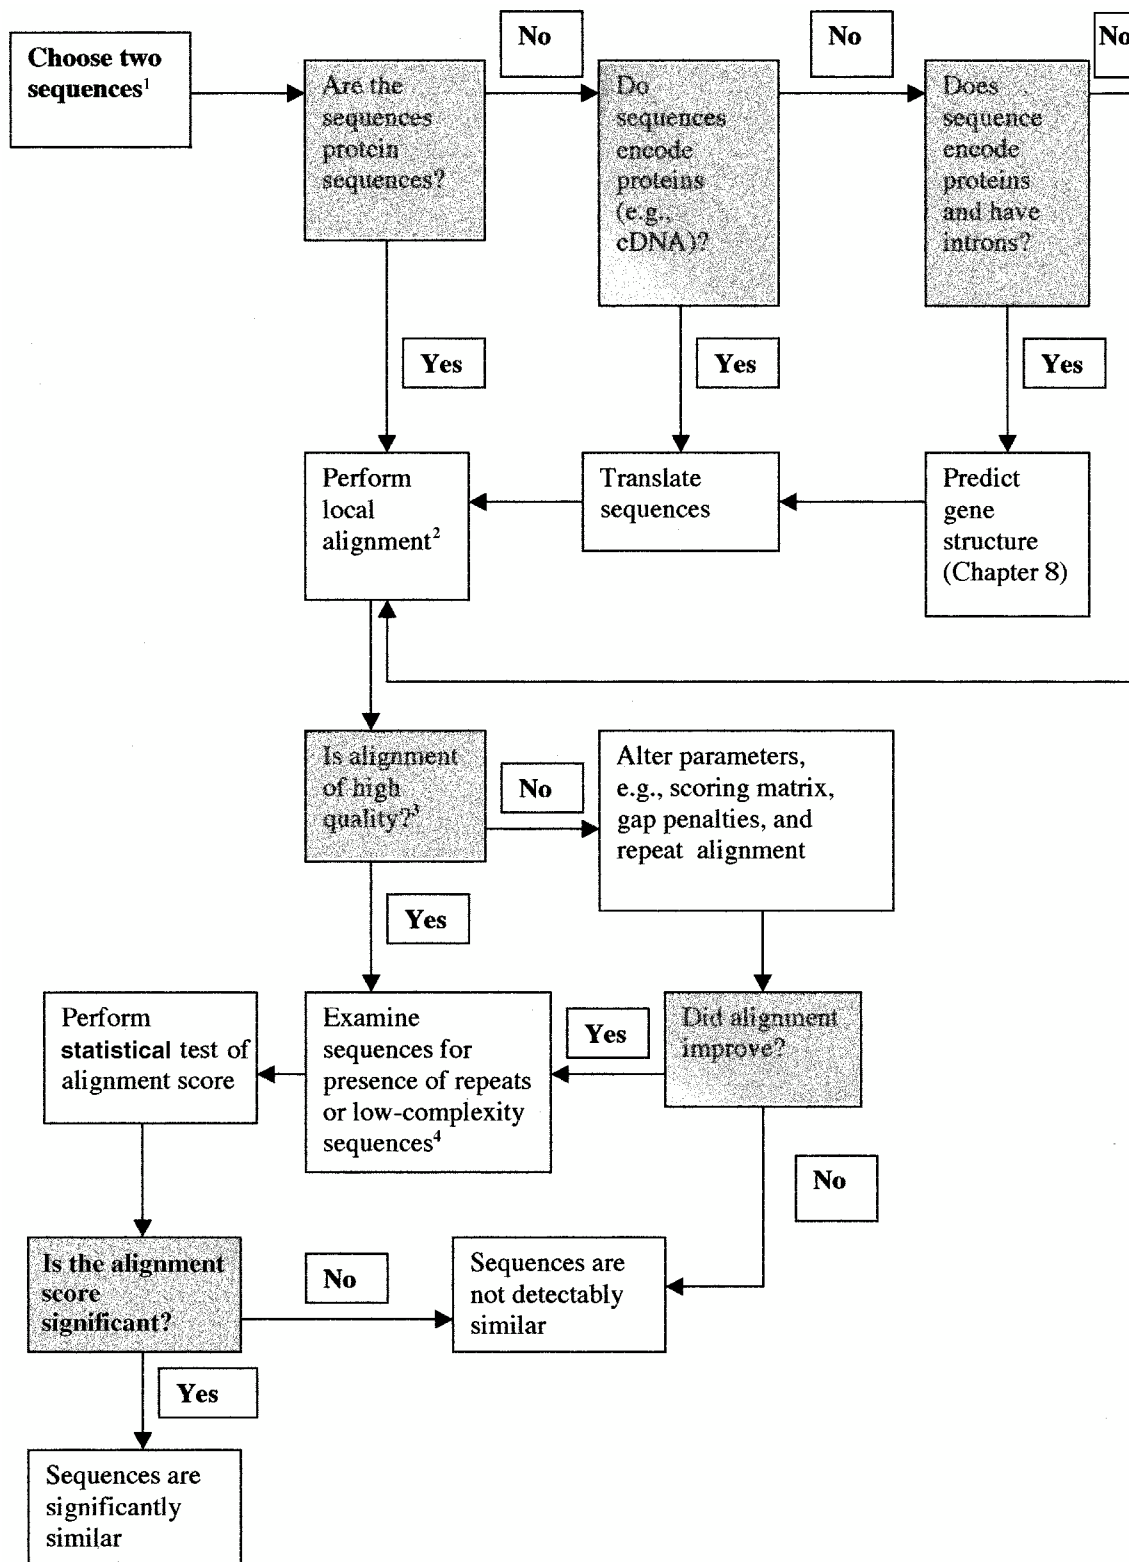 No
No
No
Choose two
sequences¹
Are the
sequences
protein
sequences?
Do
sequences
encode
proteins
(e.g.,
cDNA)?
Does
sequence
encode
proteins
and have
introns?
Yes
Yes
Yes
Perform
local
alignment²
Translate
sequences
Predict
gene
structure
(Chapter 8)
Is alignment
of high
quality?³
No
Alter parameters,
e.g., scoring matrix,
gap penalties, and
repeat alignment
Yes
Perform
statistical test of
alignment score
Examine
sequences for
presence of repeats
or low-complexity
sequences⁴
Yes
Did alignment
improve?
No
Is the alignment
score
significant?
No
Sequences are
not detectably
similar
Yes
Sequences are
significantly
similar